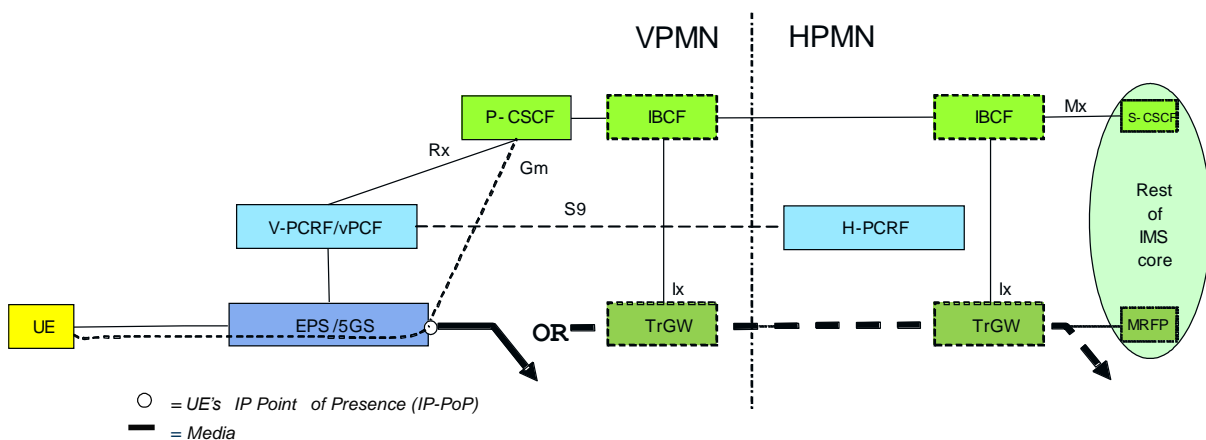 VPMN HPMN
P- CSCF IBCF IBCF Mx S- CSCF
Rx Gm
Rest
of
IMS
core
V-PCRF/vPCF S9 H-PCRF
Ix Ix
UE EPS /5GS OR TrGW TrGW MRFP
= UE's IP Point of Presence (IP-PoP)
= Media